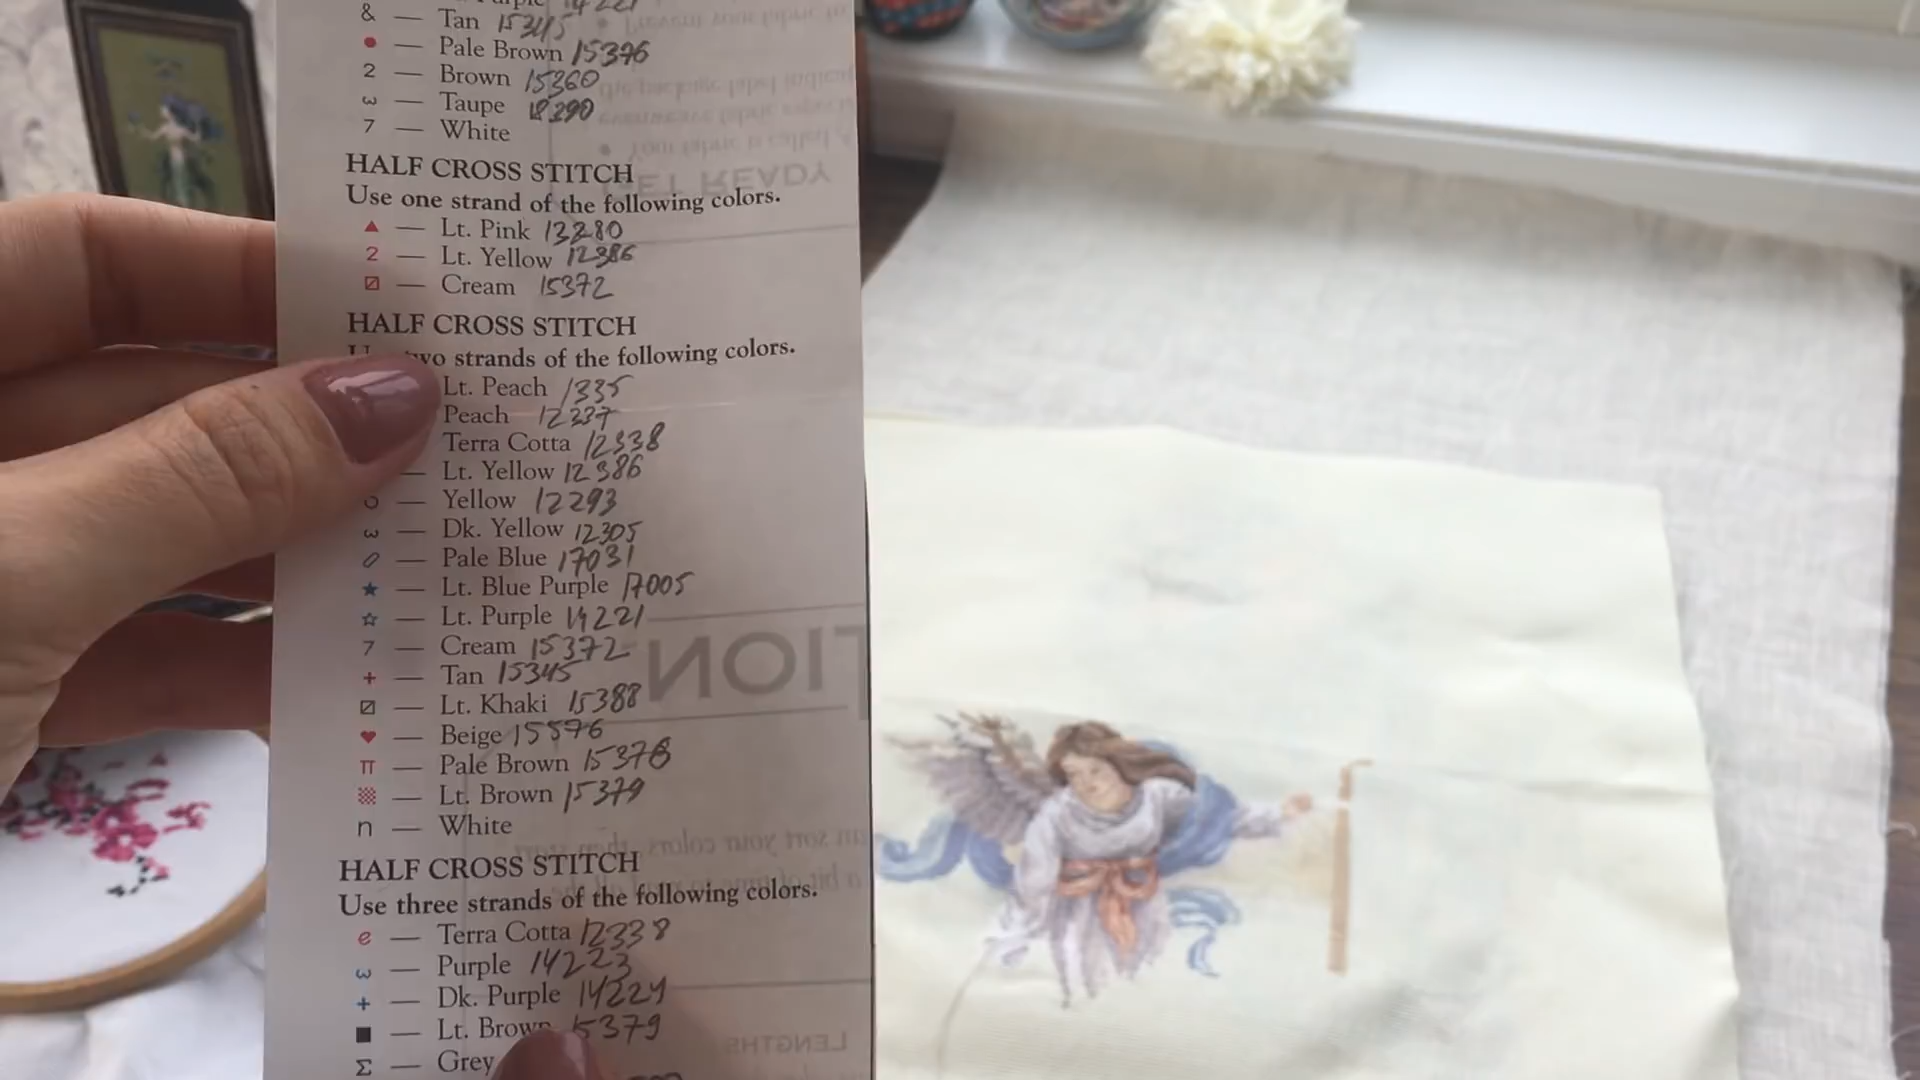 & — Tan 15345
● — Pale Brown 15376
2 — Brown 15360
ω — Taupe
7 — White
HALF CROSS STITCH
Use one strand of the following colors.
▲ — Lt. Pink 13280
2 — Lt. Yellow 12386
⧄ — Cream 15372
HALF CROSS STITCH
two strands of the following colors.
Lt. Peach 1335
Peach 12337
Terra Cotta 12338
— Lt. Yellow 12386
— Yellow 12293
ω — Dk. Yellow 12305
— Pale Blue 17031
★ — Lt. Blue Purple 17005
☆ — Lt. Purple 14221
7 — Cream 15372
+ — Tan 15345
⧄ — Lt. Khaki 15388
♥ — Beige
π — Pale Brown
▩ — Lt. Brown 15379
n — White
HALF CROSS STITCH
Use three strands of the following colors.
e — Terra Cotta 12338
ω — Purple 14223
+ — Dk. Purple 14224
■ — Lt. Brown 15379
Σ — Grey
GET READY
LENGTHS